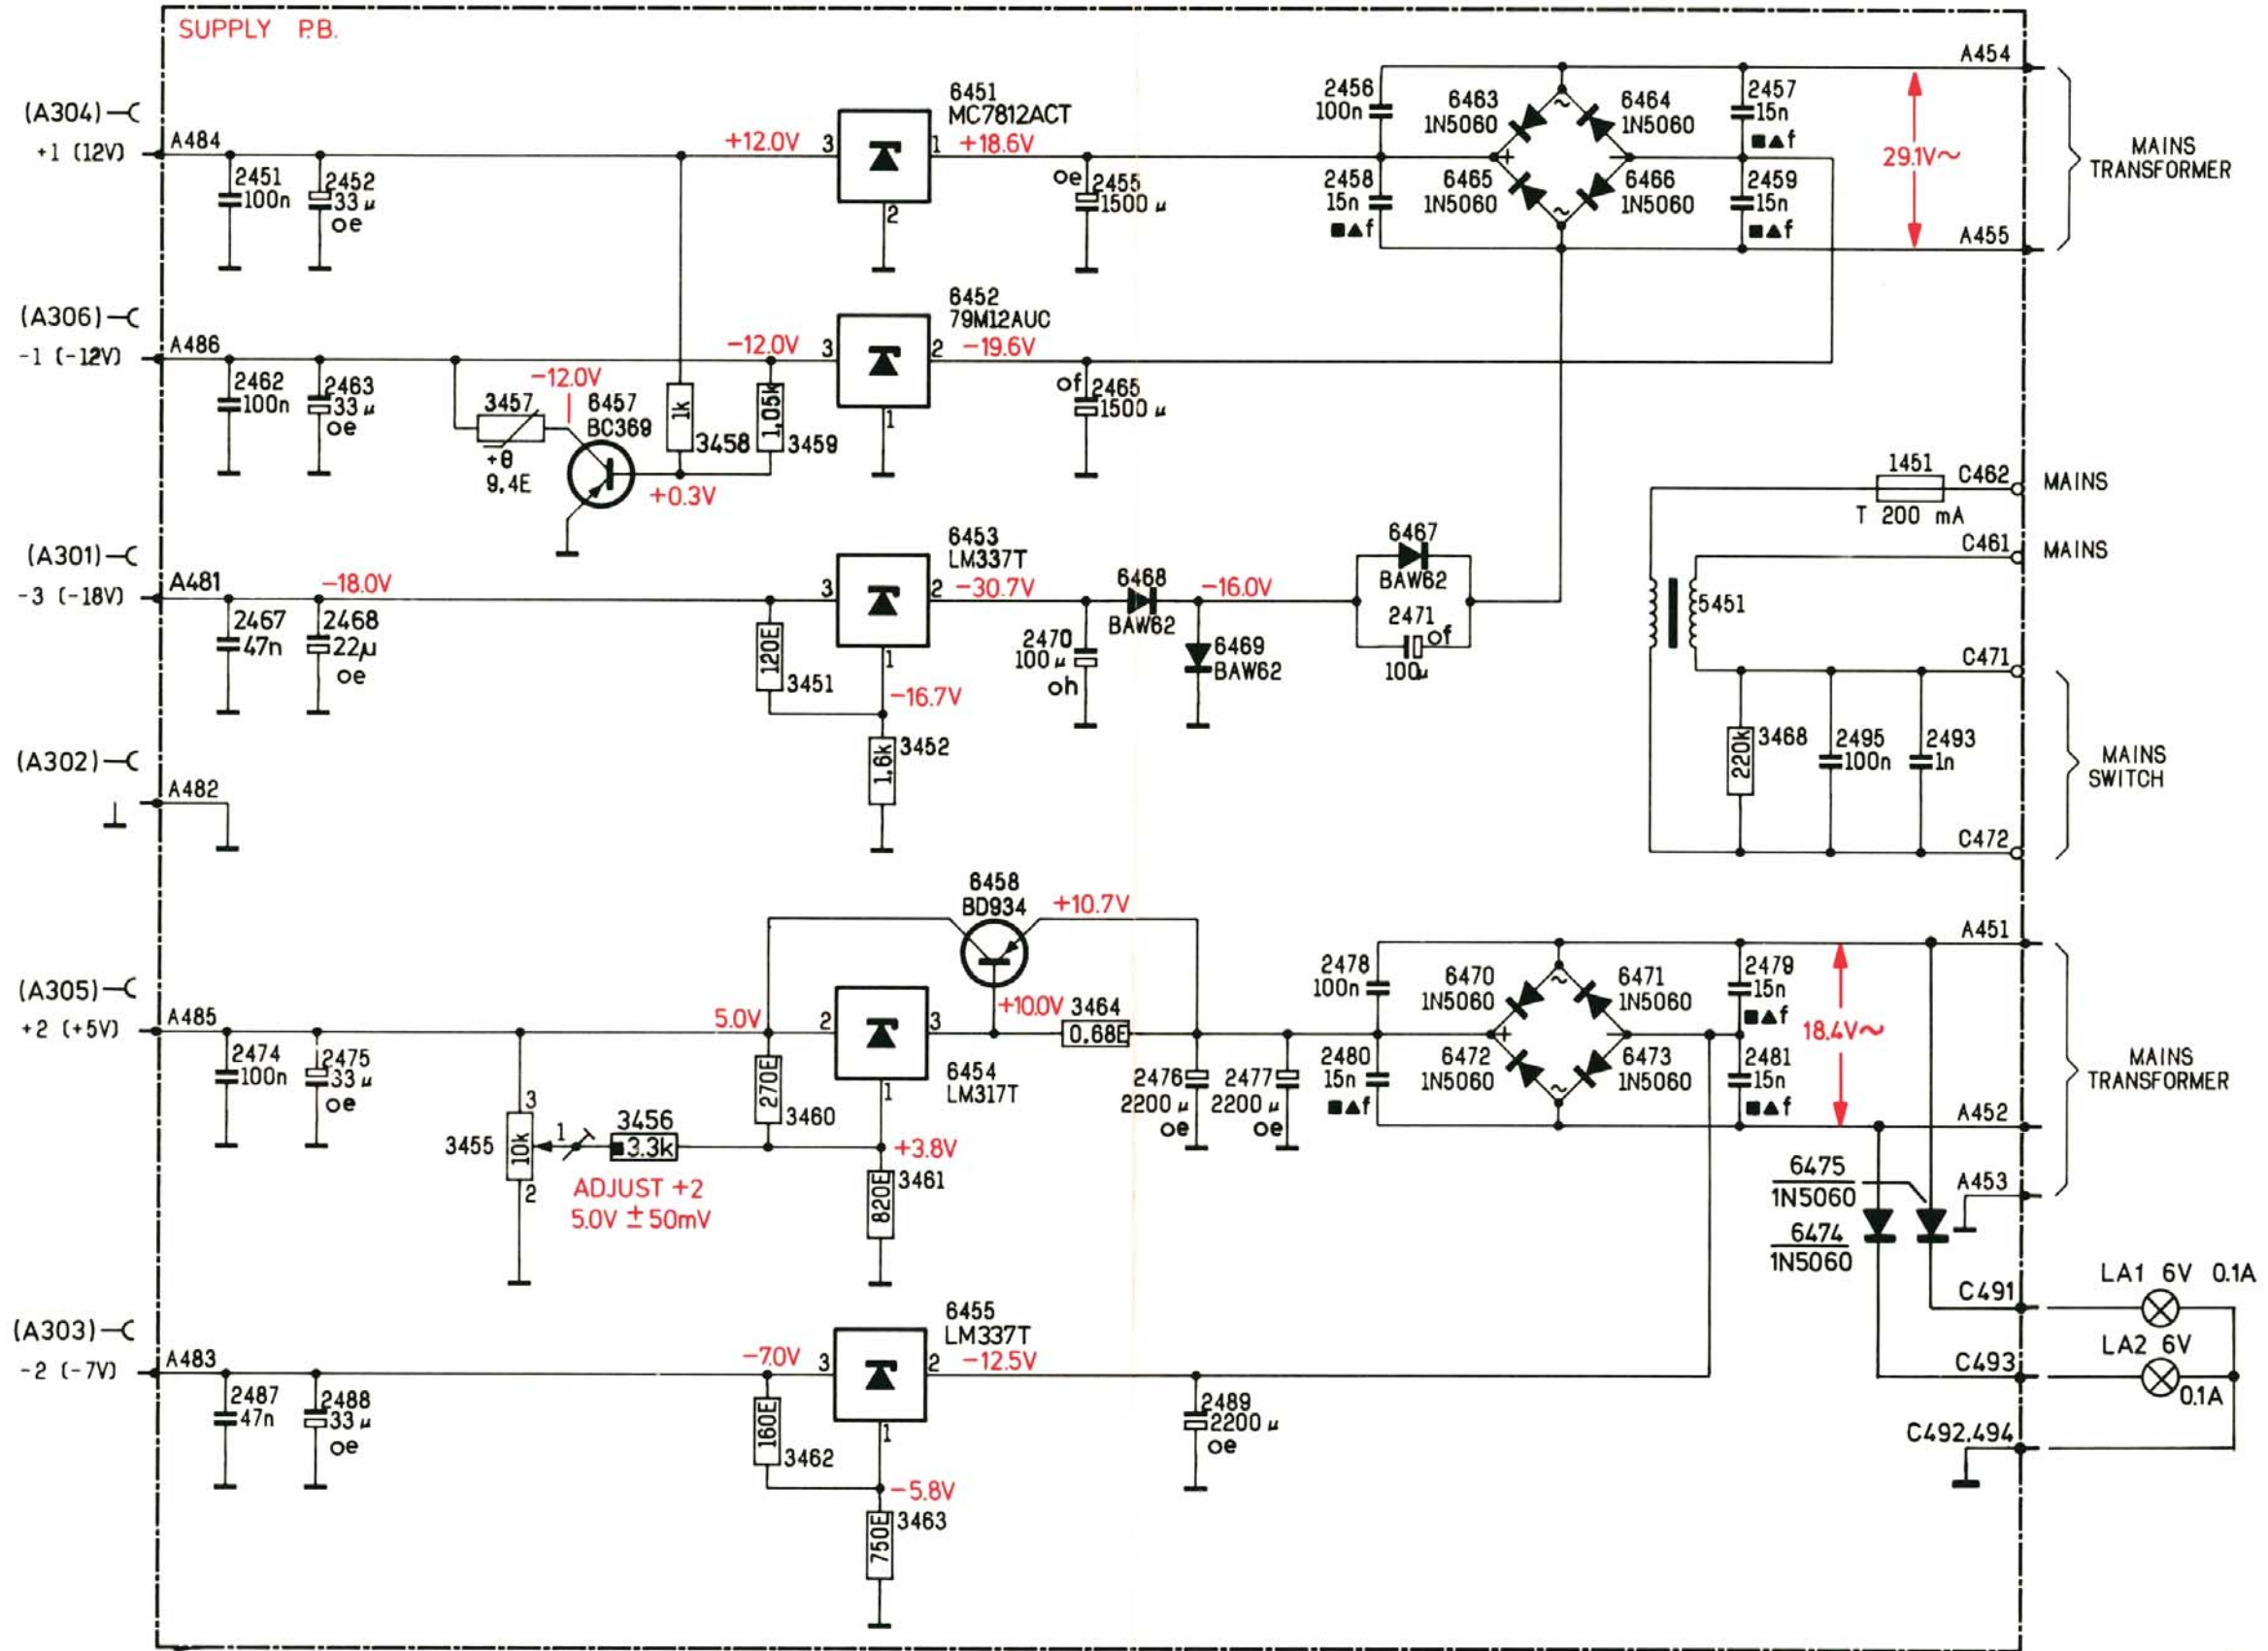 SUPPLY P.B.
(A304)
+1 (12V)
A484
2451
100n
2452
33µ
oe
+12.0V
3
6451
MC7812ACT
1
+18.6V
2
oe
2455
1500µ
2456
100n
2458
15n
■▲f
6463
1N5060
6464
1N5060
6465
1N5060
6466
1N5060
~
+
−
~
2457
15n
■▲f
2459
15n
■▲f
29.1V~
A454
A455
MAINS
TRANSFORMER
(A306)
-1 (-12V)
A486
2462
100n
2463
33µ
oe
3457
+θ
9.4E
-12.0V
6457
BC369
1k
3458
1,05k
3459
+0.3V
-12.0V
3
6452
79M12AUC
2
-19.6V
1
of
2465
1500µ
1451
T 200 mA
C462
MAINS
C461
MAINS
5451
C471
3468
220k
2495
100n
2493
1n
C472
MAINS
SWITCH
(A301)
-3 (-18V)
A481
-18.0V
2467
47n
2468
22µ
oe
120E
3451
3
6453
LM337T
2
-30.7V
1
-16.7V
3452
1.6k
2470
100µ
oh
6468
BAW62
-16.0V
6469
BAW62
6467
BAW62
2471
of
100µ
(A302)
A482
(A305)
+2 (+5V)
A485
2474
100n
2475
33µ
oe
3455
10k
3
1
2
3456
3.3k
ADJUST +2
5.0V ±50mV
5.0V
270E
3460
2
3
1
6454
LM317T
+3.8V
820E
3461
6458
BD934
+10.7V
+10.0V
3464
0.68E
2476
2200µ
oe
2477
2200µ
oe
2478
100n
2480
15n
■▲f
6470
1N5060
6471
1N5060
6472
1N5060
6473
1N5060
~
+
−
~
2479
15n
■▲f
2481
15n
■▲f
18.4V~
A451
A452
A453
MAINS
TRANSFORMER
6475
1N5060
6474
1N5060
C491
LA1 6V 0.1A
C493
LA2 6V
0.1A
C492.494
(A303)
-2 (-7V)
A483
2487
47n
2488
33µ
oe
-7.0V
160E
3462
3
6455
LM337T
2
-12.5V
1
-5.8V
3463
750E
2489
2200µ
oe